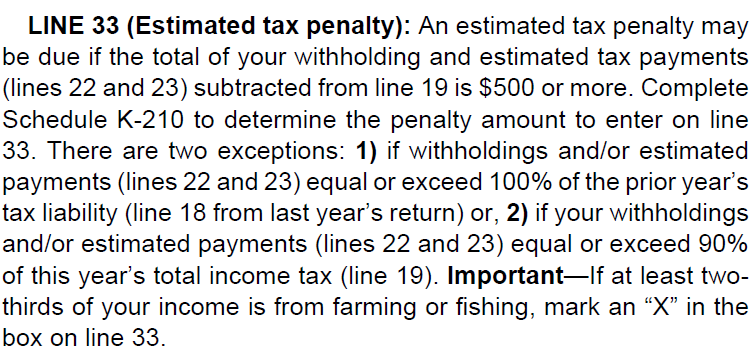 LINE 33 (Estimated tax penalty): An estimated tax penalty may
be due if the total of your withholding and estimated tax payments
(lines 22 and 23) subtracted from line 19 is $500 or more. Complete
Schedule K-210 to determine the penalty amount to enter on line
33. There are two exceptions: 1) if withholdings and/or estimated
payments (lines 22 and 23) equal or exceed 100% of the prior year’s
tax liability (line 18 from last year’s return) or, 2) if your withholdings
and/or estimated payments (lines 22 and 23) equal or exceed 90%
of this year’s total income tax (line 19). Important—If at least two-
thirds of your income is from farming or fishing, mark an “X” in the
box on line 33.